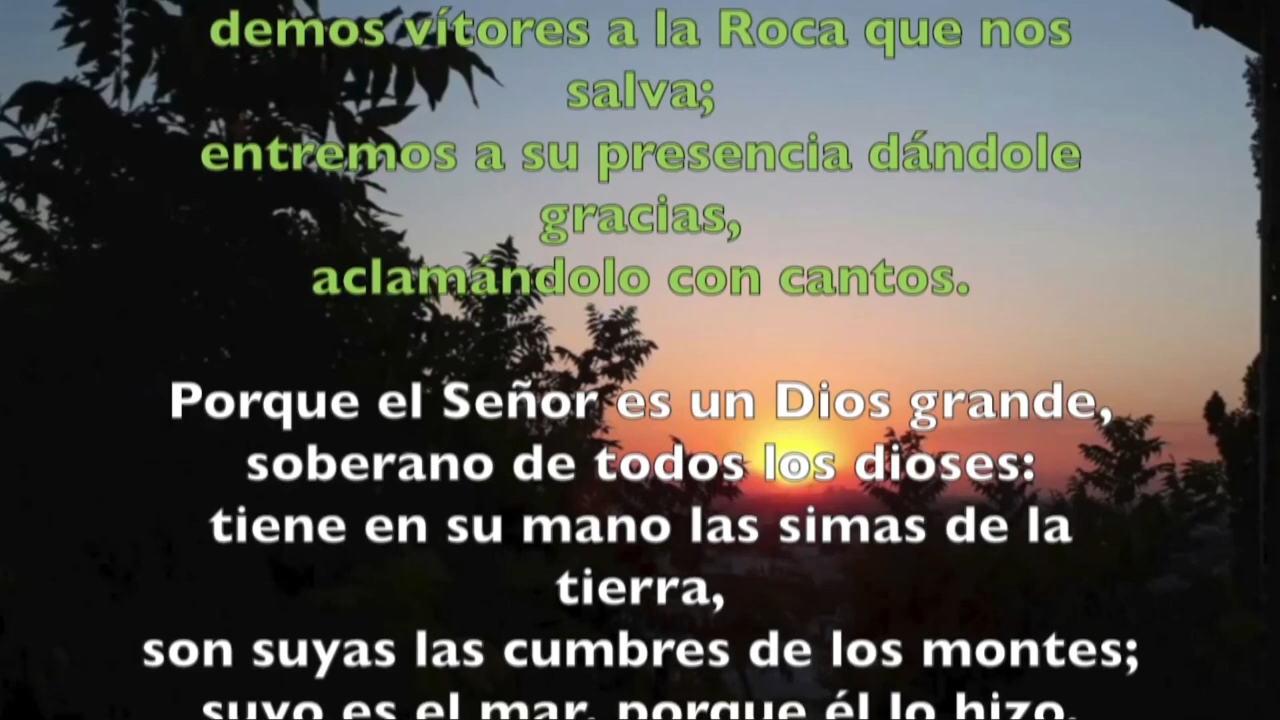 demos vítores a la Roca que nos
salva;
entremos a su presencia dándole
gracias,
aclamándolo con cantos.
Porque el Señor es un Dios grande,
soberano de todos los dioses:
tiene en su mano las simas de la
tierra,
son suyas las cumbres de los montes;
suyo es el mar, porque él lo hizo,